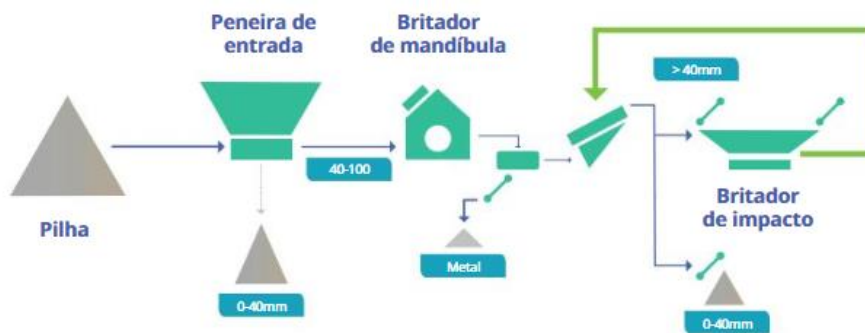 Peneira de
entrada
Britador
de mandíbula
> 40mm
40-100
Pilha
Britador
de impacto
Metal
0-40mm
0-40mm